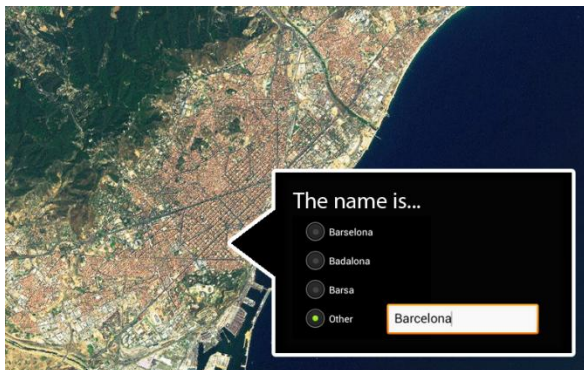 The name is...
Barselona
Badalona
Barsa
Other
Barcelona